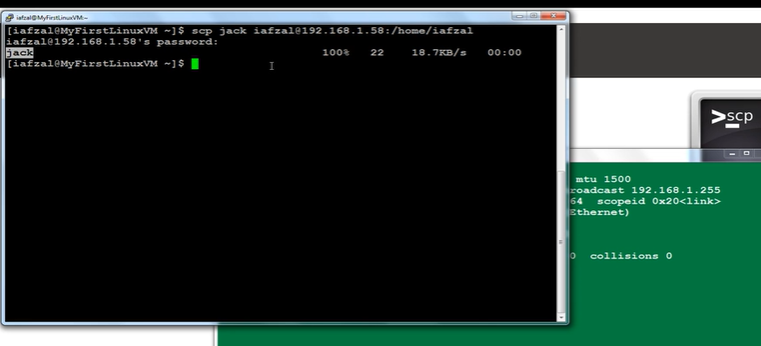 iafzal@MyFirstLinuxVM:~
[iafzal@MyFirstLinuxVM ~]$ scp jack iafzal@192.168.1.58:/home/iafzal
iafzal@192.168.1.58's password:
jack 100% 22 18.7KB/s 00:00
[iafzal@MyFirstLinuxVM ~]$
>scp
mtu 1500
roadcast 192.168.1.255
64 scopeid 0x20<link>
Ethernet)
0 collisions 0